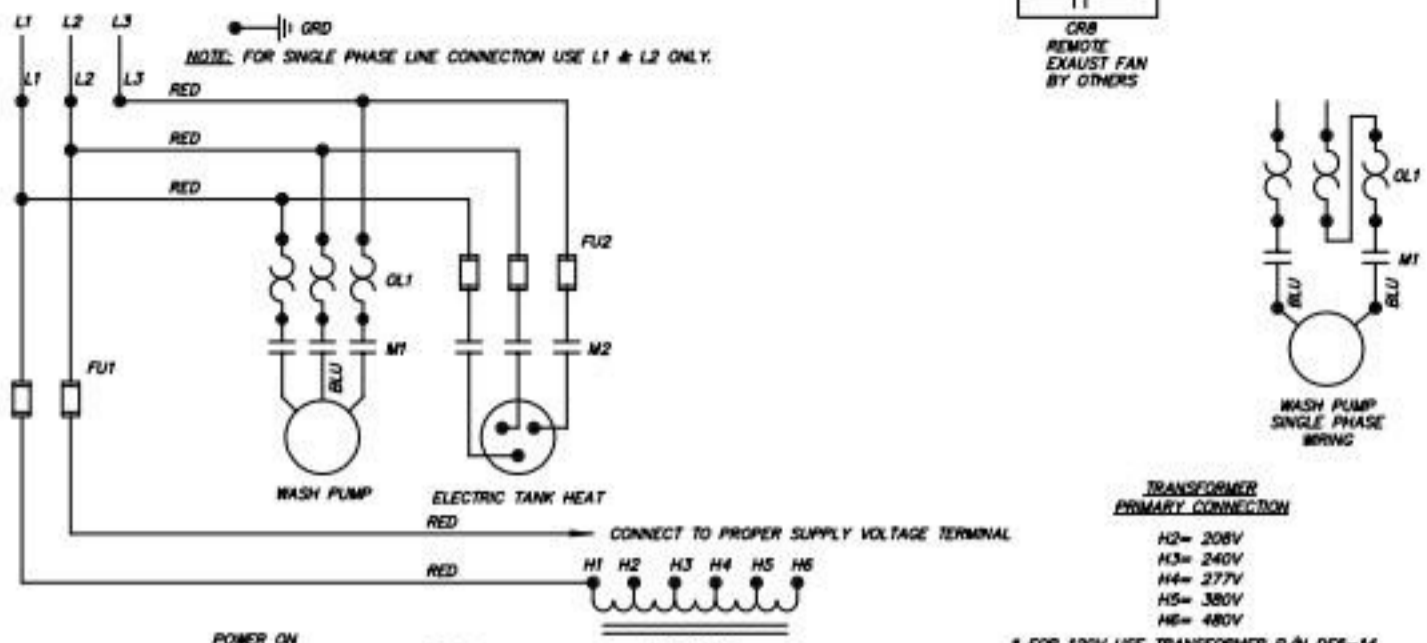 L1 L2 L3
GRD
NOTE: FOR SINGLE PHASE LINE CONNECTION USE L1 & L2 ONLY.
L1 L2 L3
RED
RED
RED
CR8
REMOTE
EXAUST FAN
BY OTHERS
FU2
OL1
M1
M2
BLU
FU1
WASH PUMP
ELECTRIC TANK HEAT
OL1
M1
BLU
BLU
WASH PUMP
SINGLE PHASE
WIRING
RED
CONNECT TO PROPER SUPPLY VOLTAGE TERMINAL
RED
H1 H2 H3 H4 H5 H6
TRANSFORMER
PRIMARY CONNECTION
H2= 208V
H3= 240V
H4= 277V
H5= 380V
H6= 480V
POWER ON
USE TRANSFORMER